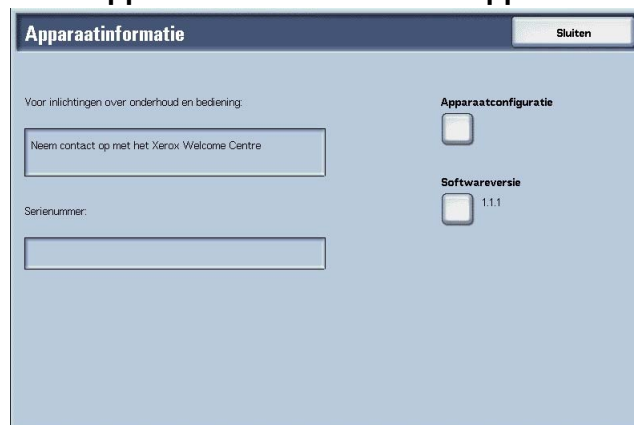 Apparaatinformatie
Sluiten
Voor inlichtingen over onderhoud en bediening:
Neem contact op met het Xerox Welcome Centre
Serienummer:
Apparaatconfiguratie
Softwareversie
1.1.1